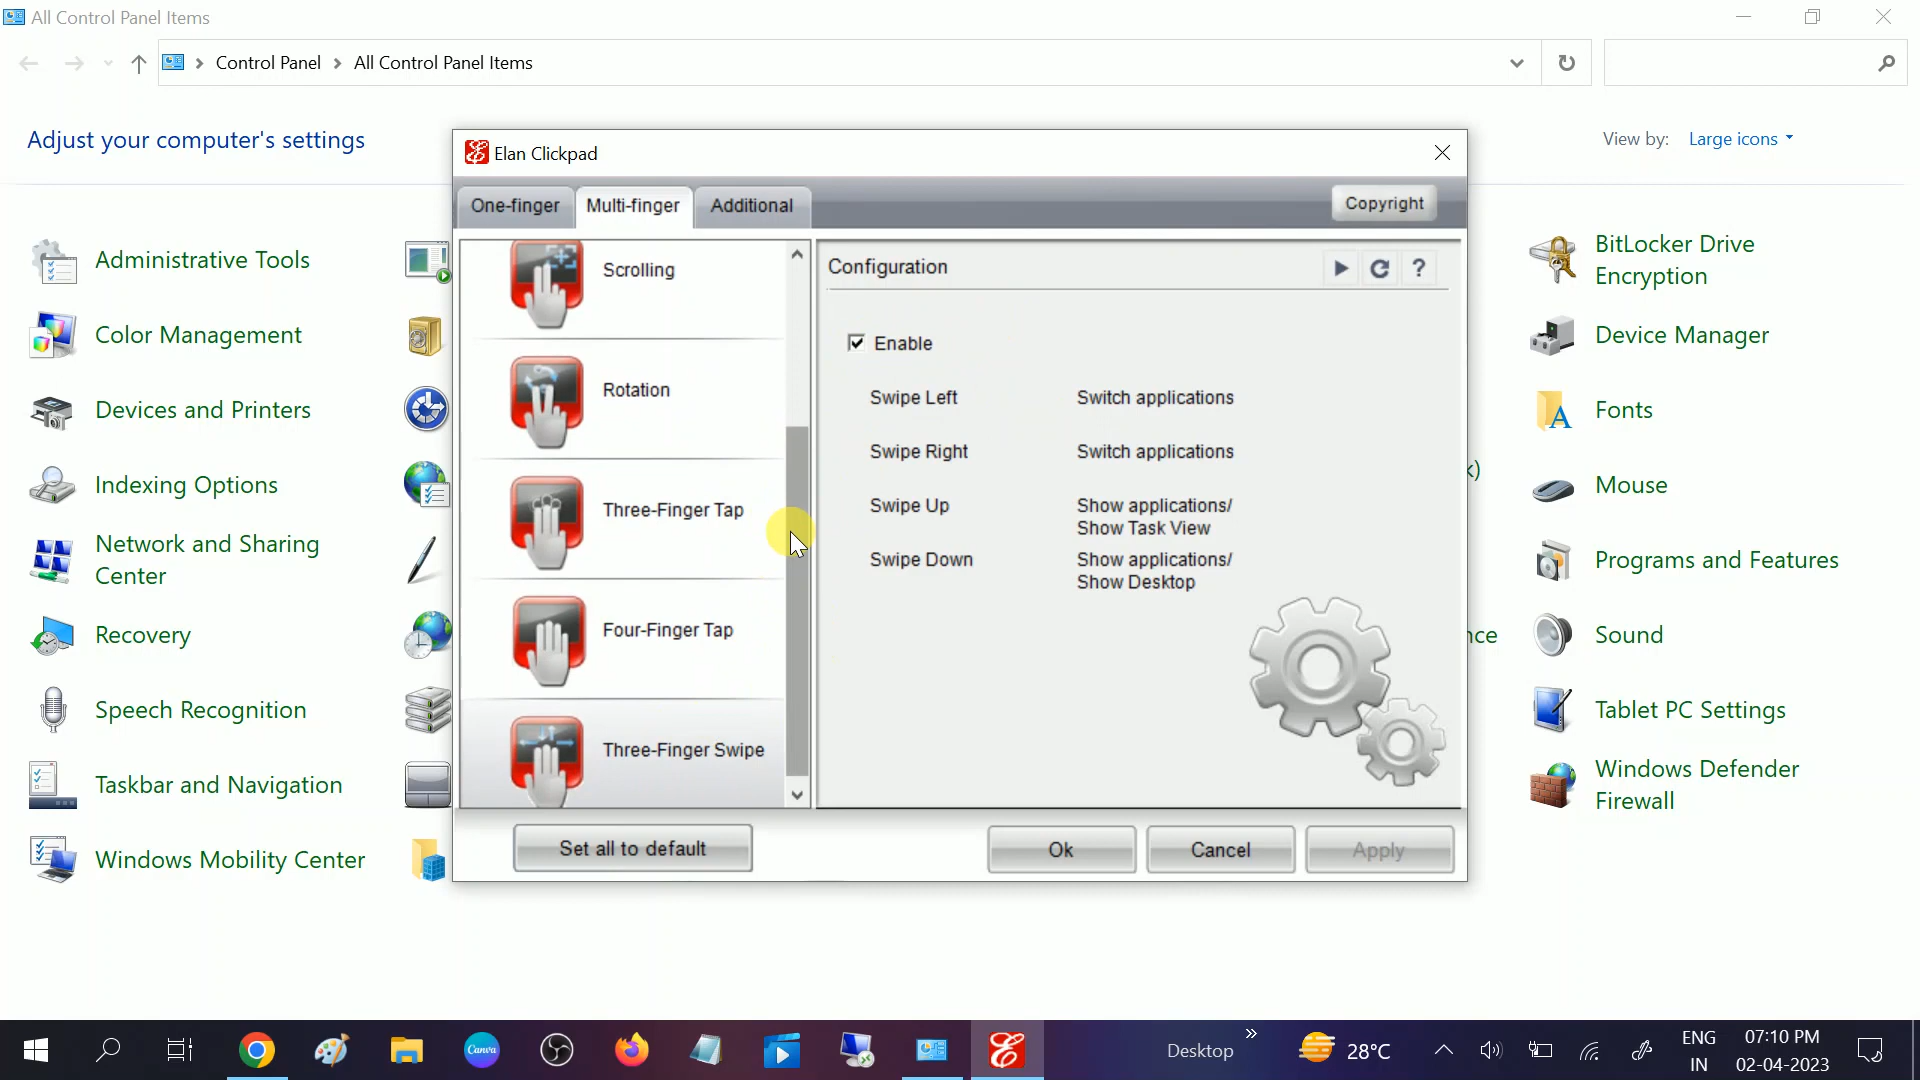 All Control Panel Items
Control Panel > All Control Panel Items
Adjust your computer's settings
View by: Large icons
Administrative Tools
Color Management
Devices and Printers
Indexing Options
Network and Sharing
Center
Recovery
Speech Recognition
Taskbar and Navigation
Windows Mobility Center
Elan Clickpad
One-finger
Multi-finger
Additional
Copyright
Scrolling
Rotation
Three-Finger Tap
Four-Finger Tap
Three-Finger Swipe
Configuration
?
Enable
Swipe Left Switch applications
Swipe Right Switch applications
Swipe Up Show applications/
Show Task View
Swipe Down Show applications/
Show Desktop
Set all to default
Ok
Cancel
Apply
k)
nce
BitLocker Drive
Encryption
Device Manager
Fonts
Mouse
Programs and Features
Sound
Tablet PC Settings
Windows Defender
Firewall
Canva
Desktop
28°C
ENG
IN
07:10 PM
02-04-2023